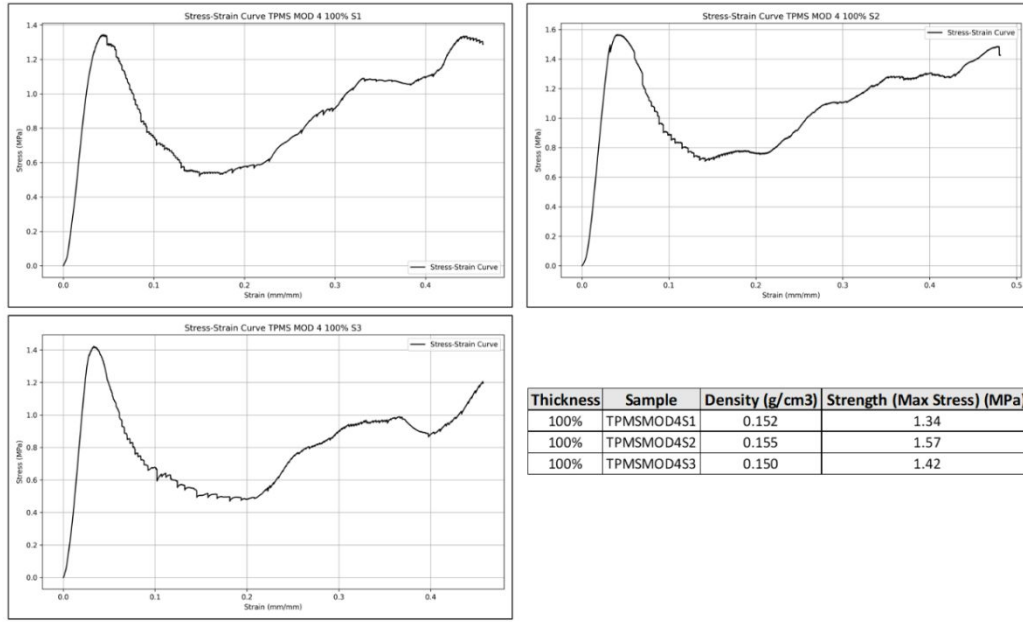 Stress-Strain Curve TPMS MOD 4 100% S1
Stress (MPa)
1.4
1.2
1.0
0.8
0.6
0.4
0.2
0.0
Stress-Strain Curve
0.0 0.1 0.2 0.3 0.4
Strain (mm/mm)
Stress-Strain Curve TPMS MOD 4 100% S2
Stress-Strain Curve
Stress (MPa)
1.6
1.4
1.2
1.0
0.8
0.6
0.4
0.2
0.0
0.0 0.1 0.2 0.3 0.4 0.5
Strain (mm/mm)
Stress-Strain Curve TPMS MOD 4 100% S3
Stress-Strain Curve
Stress (MPa)
1.4
1.2
1.0
0.8
0.6
0.4
0.2
0.0
0.0 0.1 0.2 0.3 0.4
Strain (mm/mm)
Thickness Sample Density (g/cm3) Strength (Max Stress) (MPa)
100% TPMSMOD4S1 0.152 1.34
100% TPMSMOD4S2 0.155 1.57
100% TPMSMOD4S3 0.150 1.42